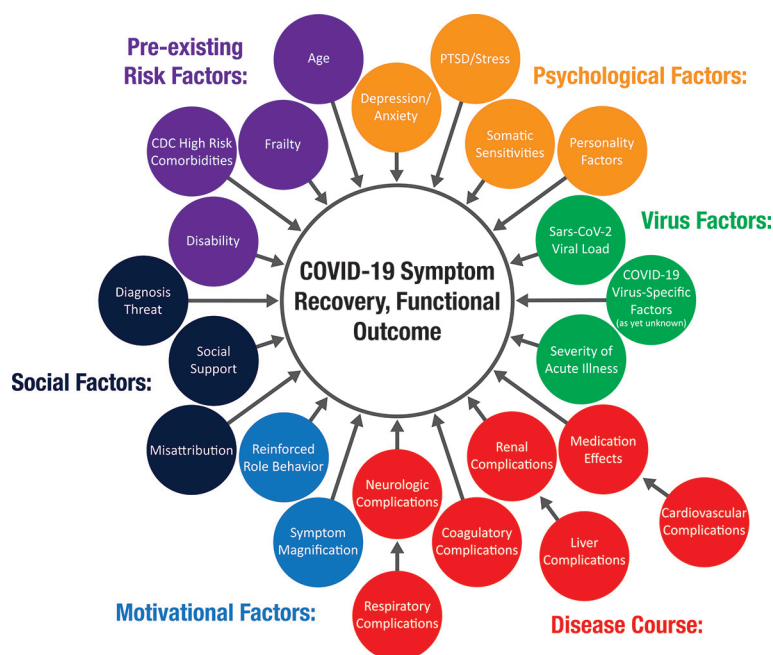 Pre-existing
Risk Factors:
Age
PTSD/Stress
Psychological Factors:
Depression/
Anxiety
CDC High Risk
Comorbidities
Frailty
Somatic
Sensitivities
Personality
Factors
Disability
Sars-CoV-2
Viral Load
Virus Factors:
COVID-19 Symptom
Recovery, Functional
Outcome
Diagnosis
Threat
COVID-19
Virus-Specific
Factors
(as yet unknown)
Social
Support
Severity of
Acute Illness
Social Factors:
Misattribution
Reinforced
Role Behavior
Renal
Complications
Medication
Effects
Neurologic
Complications
Symptom
Magnification
Coagulatory
Complications
Liver
Complications
Cardiovascular
Complications
Respiratory
Complications
Motivational Factors:
Disease Course: